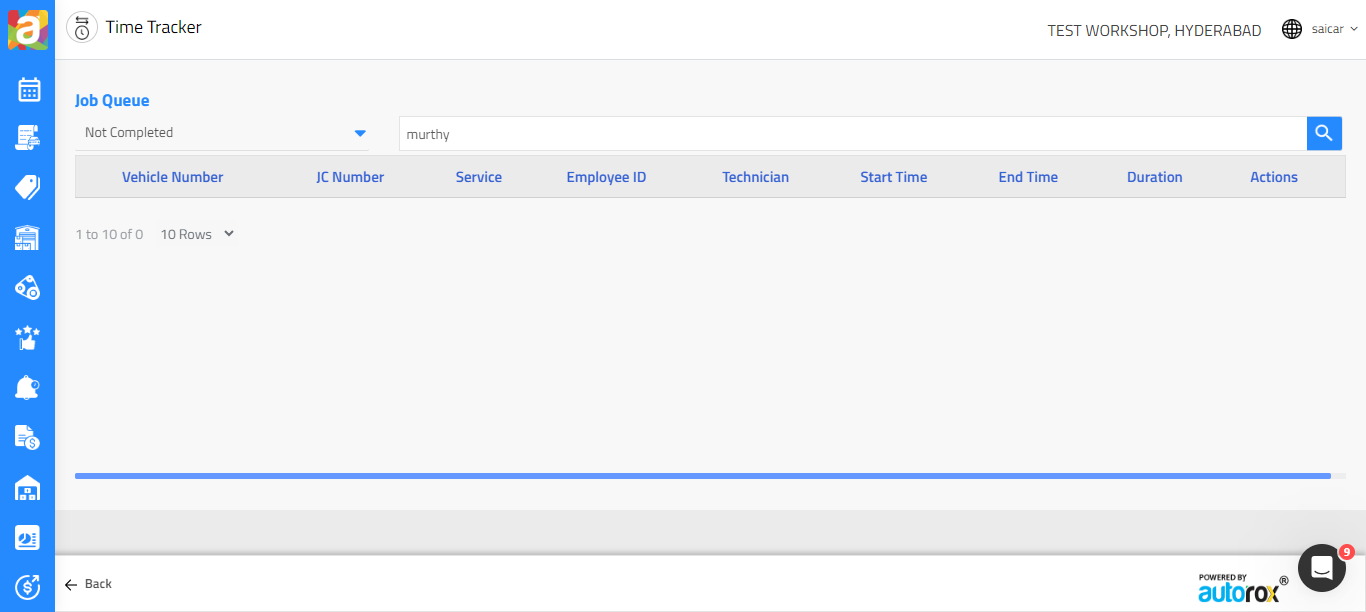 a
Time Tracker
TEST WORKSHOP, HYDERABAD
saicar
Job Queue
Not Completed
murthy
Vehicle Number JC Number Service Employee ID Technician Start Time End Time Duration Actions
1 to 10 of 0 10 Rows
9
Back
POWERED BY
autorox®